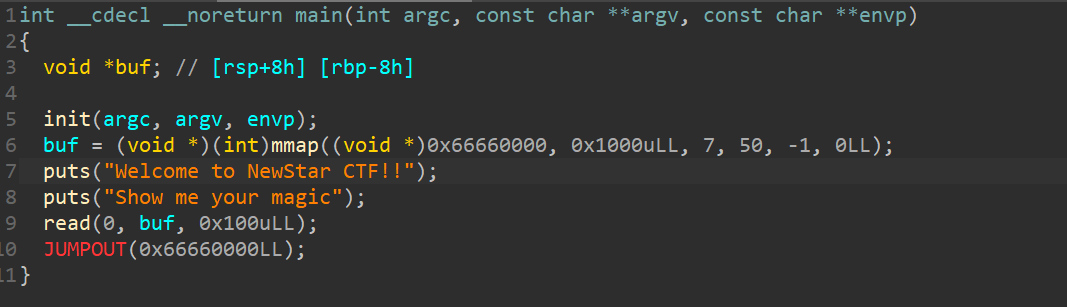 1 int __cdecl __noreturn main(int argc, const char **argv, const char **envp)
2 {
3   void *buf; // [rsp+8h] [rbp-8h]
4
5   init(argc, argv, envp);
6   buf = (void *)(int)mmap((void *)0x66660000, 0x1000uLL, 7, 50, -1, 0LL);
7   puts("Welcome to NewStar CTF!!");
8   puts("Show me your magic");
9   read(0, buf, 0x100uLL);
10   JUMPOUT(0x66660000LL);
11 }